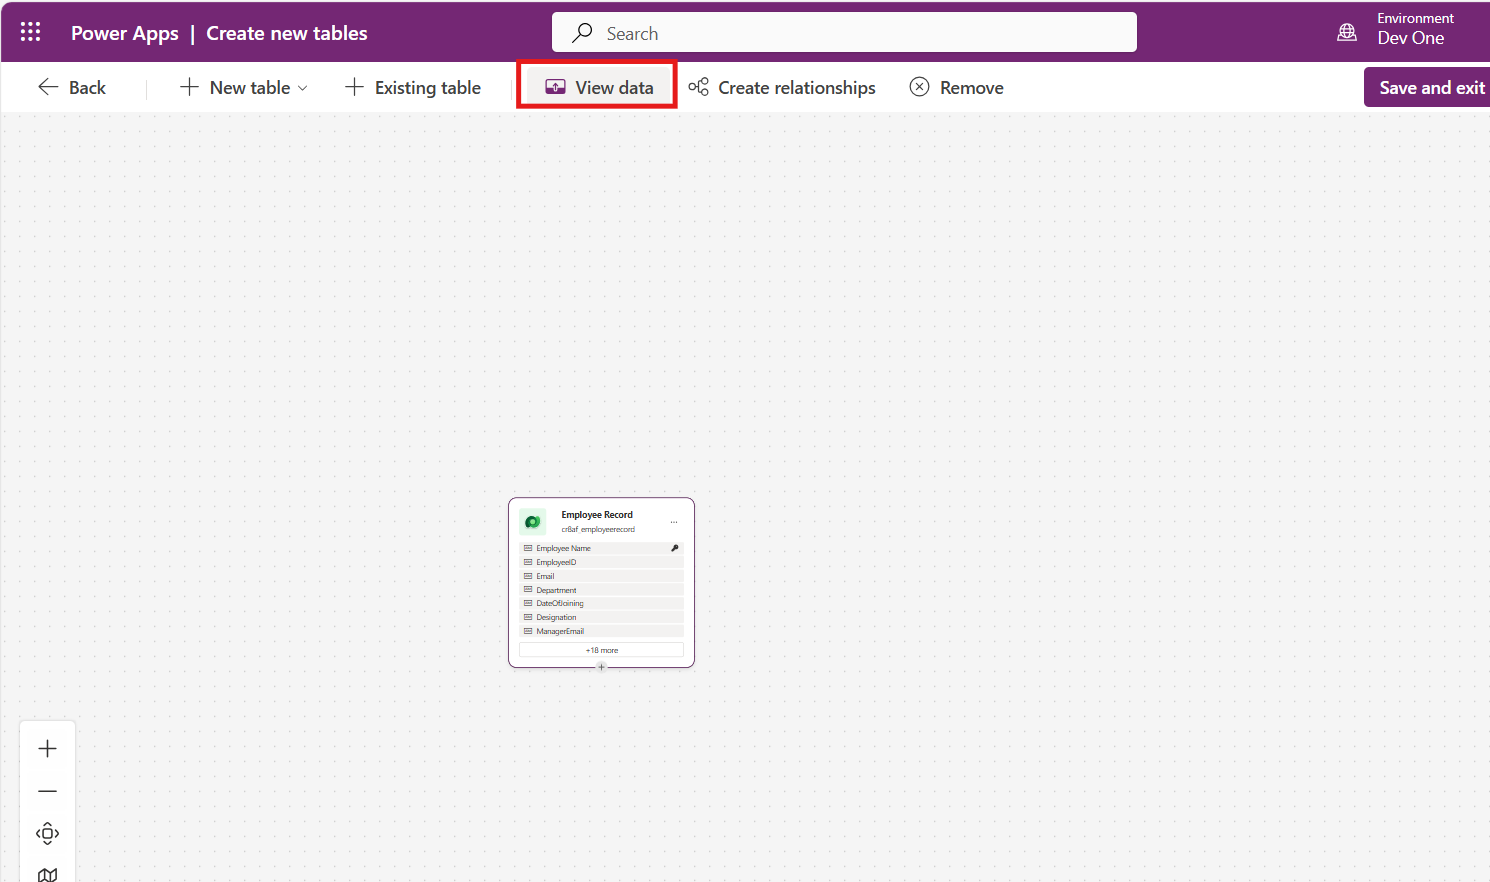 Power Apps | Create new tables
Search
Environment
Dev One
Back
New table
Existing table
View data
Create relationships
Remove
Save and exit
Employee Record
cr8af_employeerecord
...
Employee Name
EmployeeID
Email
Department
DateOfJoining
Designation
ManagerEmail
+18 more